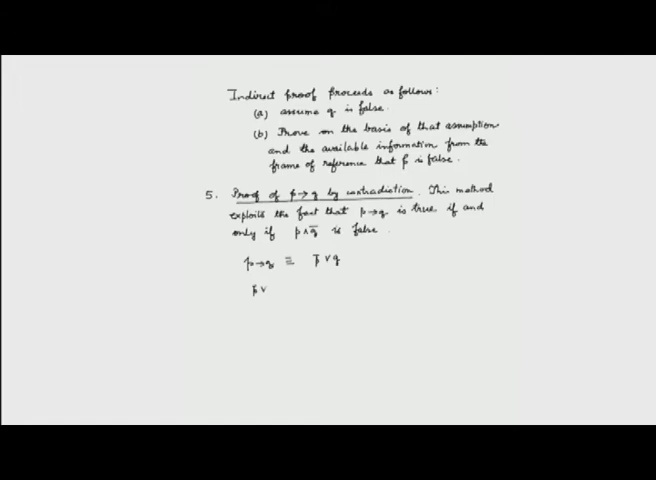 Indirect proof proceeds as follows:
(a) assume q is false.
(b) Prove on the basis of that assumption
and the available information from the
frame of reference that p is false.
5. Proof of p→q by contradiction. This method
exploits the fact that p→q is true if and
only if p∧q̅ is false.
p→q ≡ p̅ ∨ q
p̅ ∨